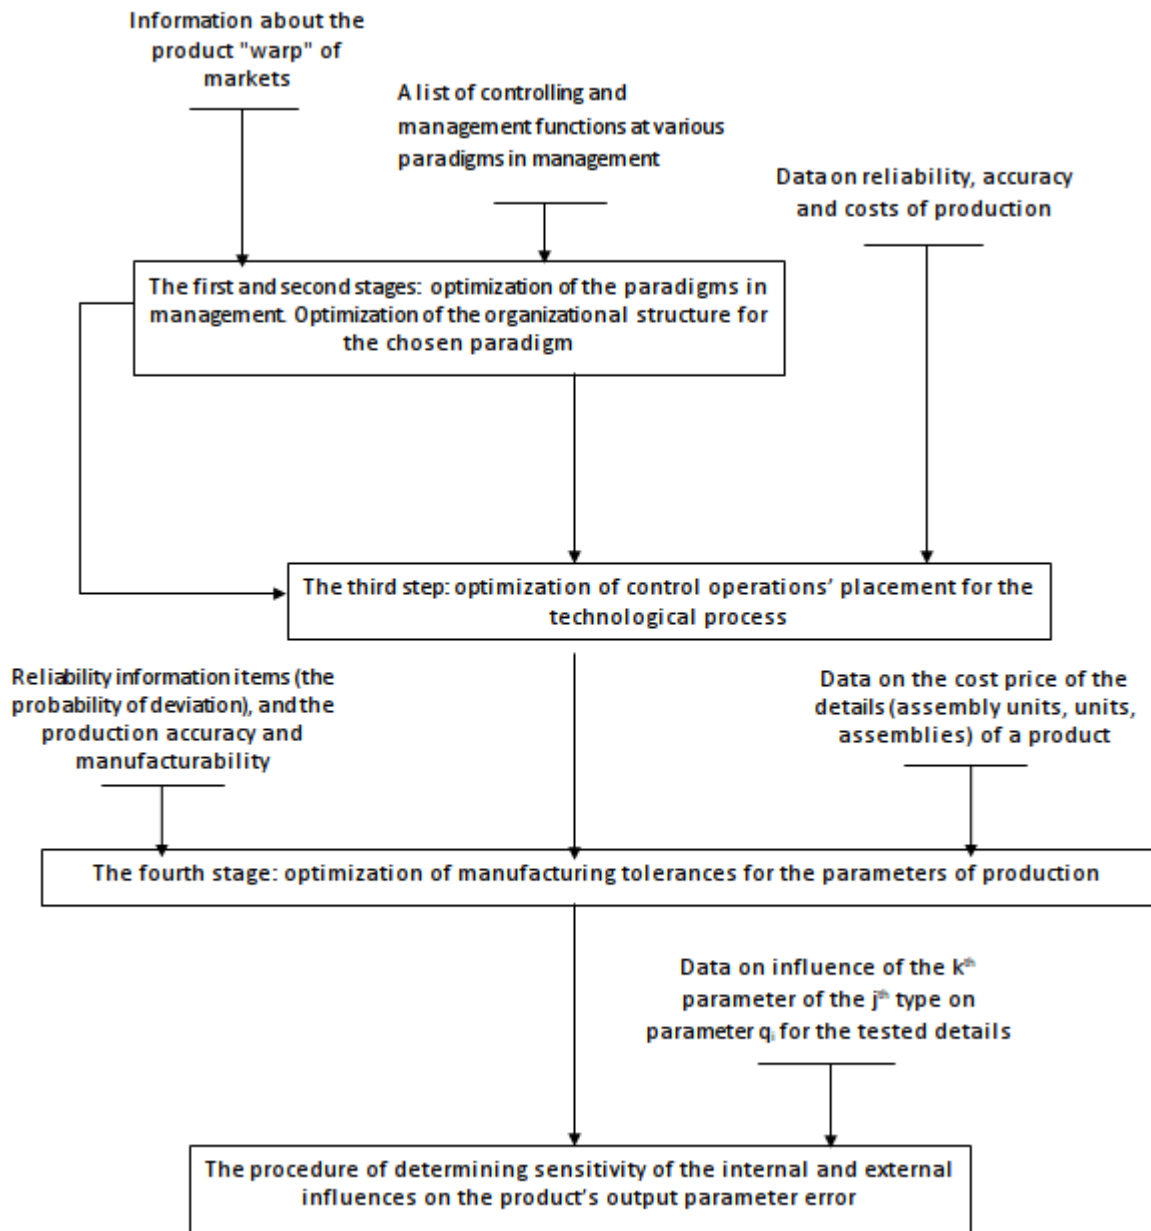 Information about the
product "warp" of
markets
A list of controlling and
management functions at various
paradigms in management
Data on reliability, accuracy
and costs of production
The first and second stages: optimization of the paradigms in
management. Optimization of the organizational structure for
the chosen paradigm
The third step: optimization of control operations’ placement for the
technological process
Reliability information items (the
probability of deviation), and the
production accuracy and
manufacturability
Data on the cost price of the
details (assembly units, units,
assemblies) of a product
The fourth stage: optimization of manufacturing tolerances for the parameters of production
Data on influence of the kᵗʰ
parameter of the jᵗʰ type on
parameter qᵢ for the tested details
The procedure of determining sensitivity of the internal and external
influences on the product’s output parameter error